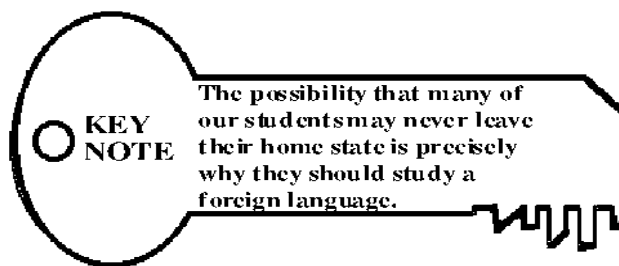 KEY
NOTE
The possibility that many of
our students may never leave
their home state is precisely
why they should study a
foreign language.